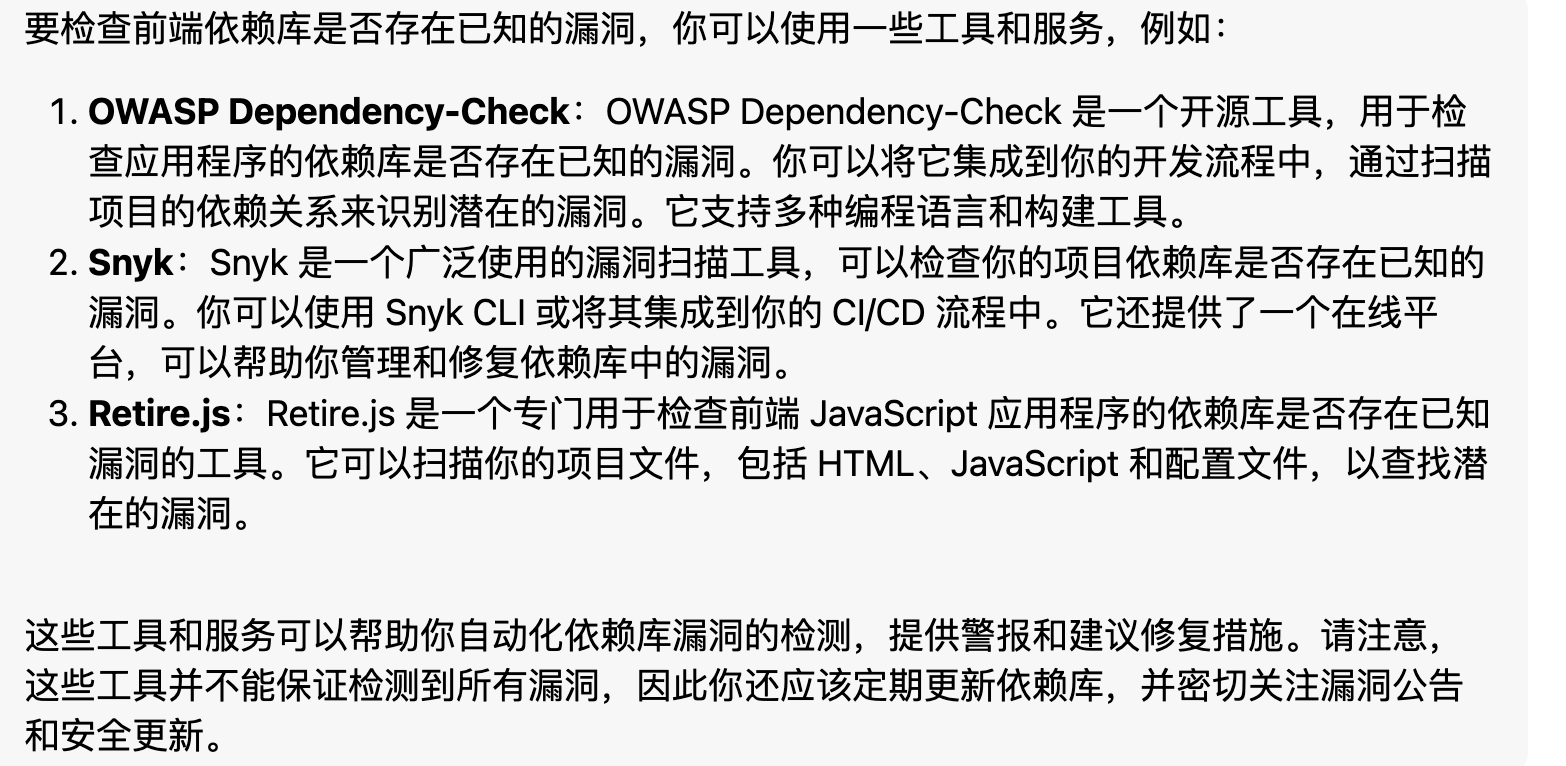 要检查前端依赖库是否存在已知的漏洞，你可以使用一些工具和服务，例如：
1. OWASP Dependency-Check：OWASP Dependency-Check 是一个开源工具，用于检
查应用程序的依赖库是否存在已知的漏洞。你可以将它集成到你的开发流程中，通过扫描
项目的依赖关系来识别潜在的漏洞。它支持多种编程语言和构建工具。
2. Snyk：Snyk 是一个广泛使用的漏洞扫描工具，可以检查你的项目依赖库是否存在已知的
漏洞。你可以使用 Snyk CLI 或将其集成到你的 CI/CD 流程中。它还提供了一个在线平
台，可以帮助你管理和修复依赖库中的漏洞。
3. Retire.js：Retire.js 是一个专门用于检查前端 JavaScript 应用程序的依赖库是否存在已知
漏洞的工具。它可以扫描你的项目文件，包括 HTML、JavaScript 和配置文件，以查找潜
在的漏洞。
这些工具和服务可以帮助你自动化依赖库漏洞的检测，提供警报和建议修复措施。请注意，
这些工具并不能保证检测到所有漏洞，因此你还应该定期更新依赖库，并密切关注漏洞公告
和安全更新。